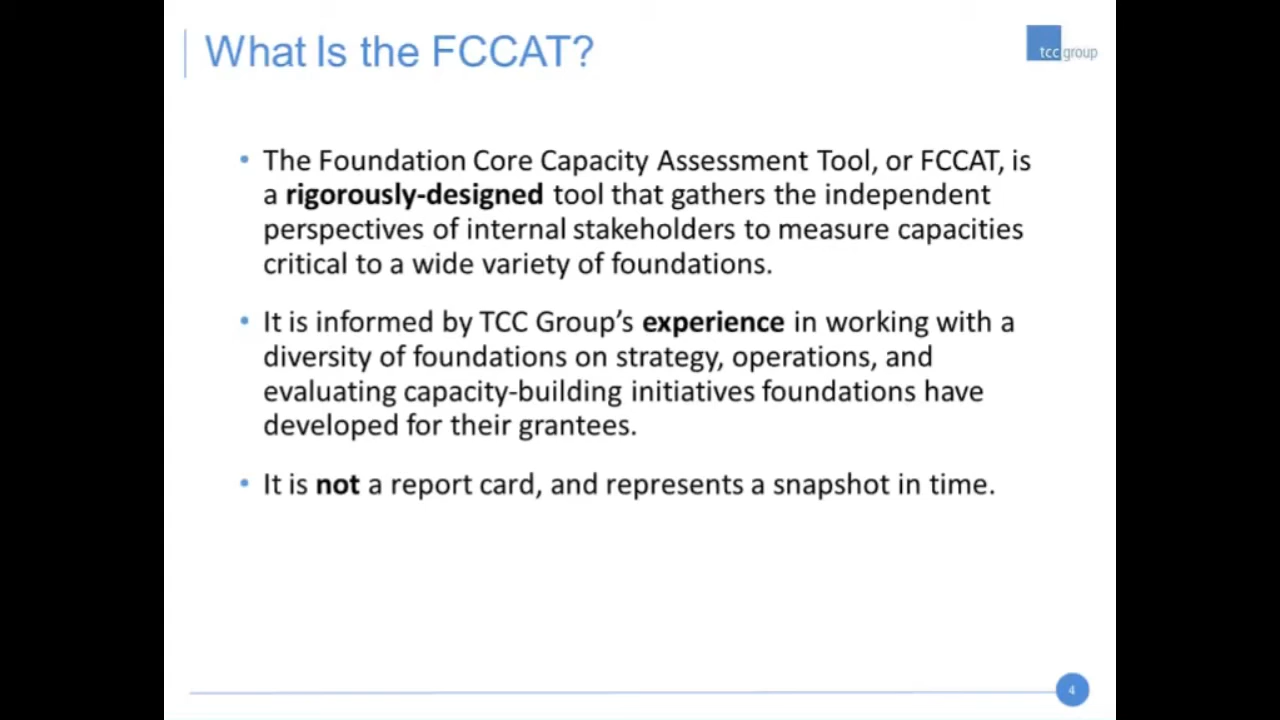 What Is the FCCAT?
tcc group
• The Foundation Core Capacity Assessment Tool, or FCCAT, is
a rigorously-designed tool that gathers the independent
perspectives of internal stakeholders to measure capacities
critical to a wide variety of foundations.
• It is informed by TCC Group’s experience in working with a
diversity of foundations on strategy, operations, and
evaluating capacity-building initiatives foundations have
developed for their grantees.
• It is not a report card, and represents a snapshot in time.
4